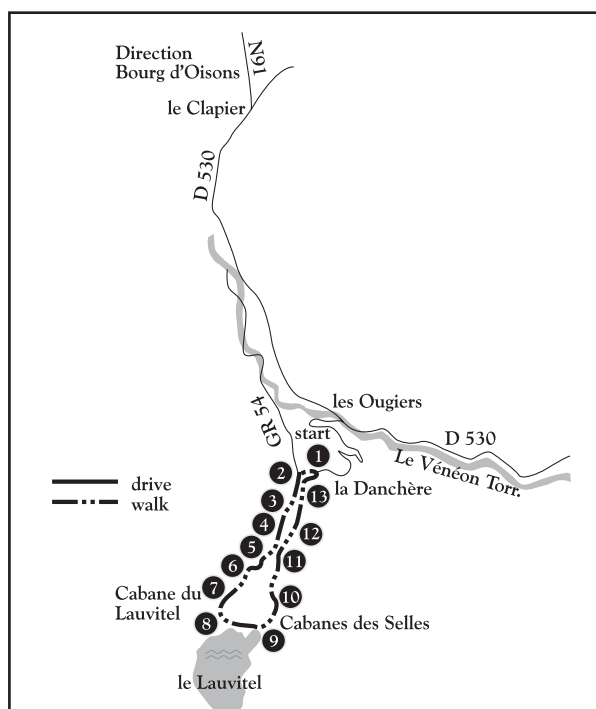 Direction
Bourg d'Oisons
N91
le Clapier
D 530
les Ougiers
GR 54
start
D 530
Le Vénéon Torr.
1
2
la Danchère
13
3
drive
walk
4
12
5
11
6
7
10
Cabane du
Lauvitel
8
Cabanes des Selles
9
le Lauvitel